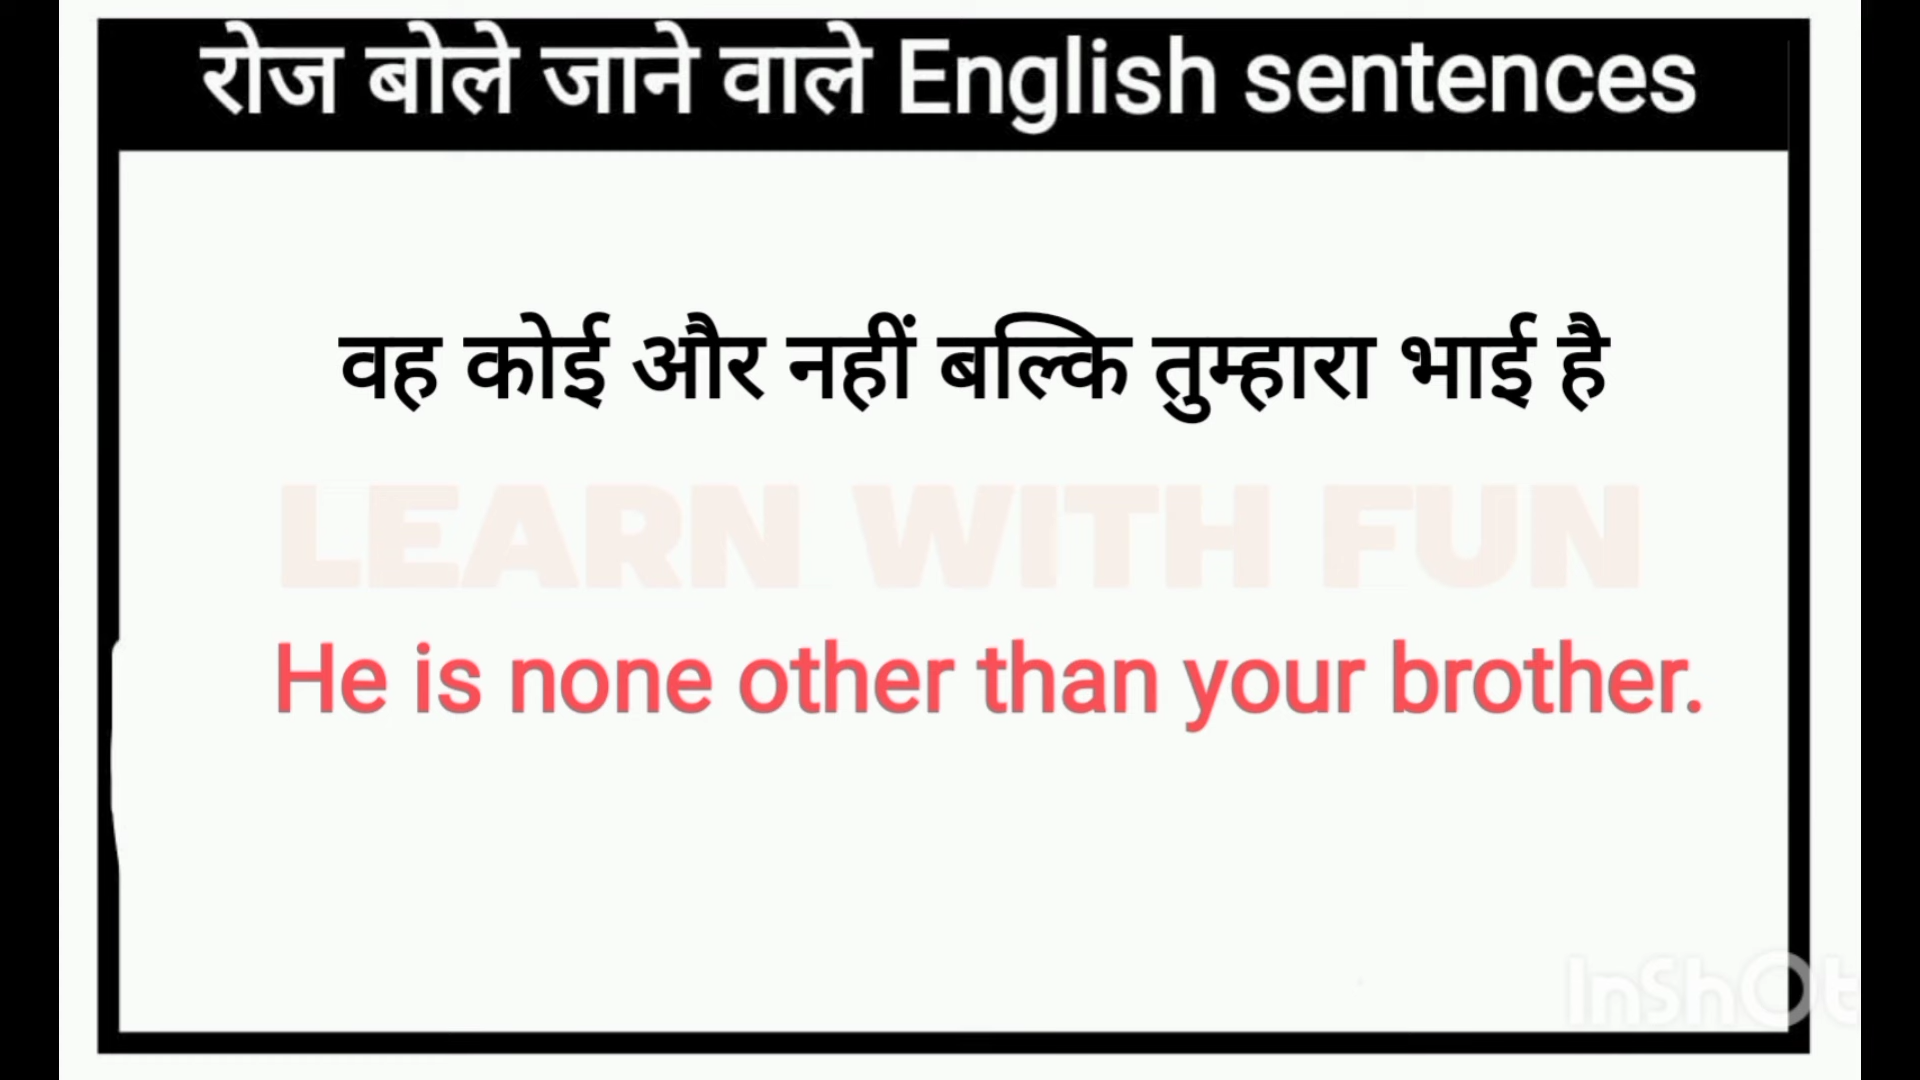 रोज बोले जाने वाले English sentences
वह कोई और नहीं बल्कि तुम्हारा भाई है
LEARN WITH FUN
He is none other than your brother.
InShOt